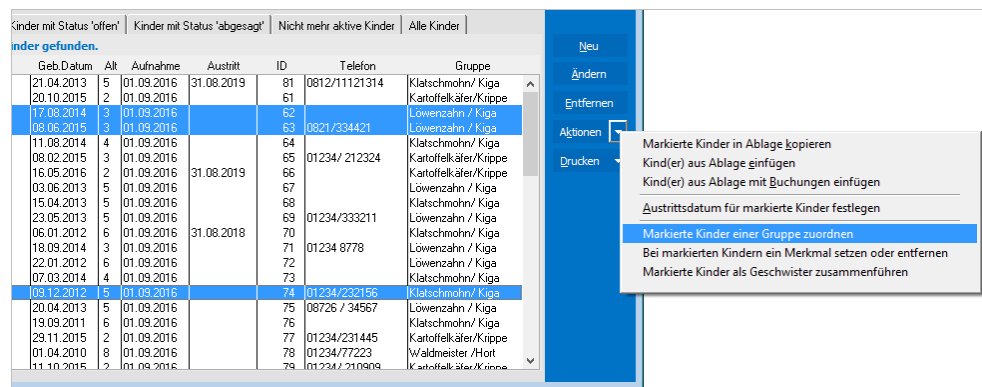 Kinder mit Status 'offen' Kinder mit Status 'abgesagt' Nicht mehr aktive Kinder Alle Kinder
inder gefunden.
Geb.Datum Alt Aufnahme Austritt ID Telefon Gruppe
21.04.2013 5 01.09.2016 31.08.2019 81 0812/11121314 Klatschmohn/ Kiga
20.10.2015 2 01.09.2016 61 Kartoffelkäfer/Krippe
17.08.2014 3 01.09.2016 62 Löwenzahn / Kiga
08.06.2015 3 01.09.2016 63 0821/334421 Löwenzahn / Kiga
11.08.2014 4 01.09.2016 64 Klatschmohn/ Kiga
08.02.2015 3 01.09.2016 65 01234/ 212324 Kartoffelkäfer/Krippe
16.05.2016 2 01.09.2016 31.08.2019 66 Kartoffelkäfer/Krippe
03.06.2013 5 01.09.2016 67 Löwenzahn / Kiga
15.04.2013 5 01.09.2016 68 Klatschmohn/ Kiga
23.05.2013 5 01.09.2016 69 01234/333211 Löwenzahn / Kiga
06.01.2012 6 01.09.2016 31.08.2018 70 Klatschmohn/ Kiga
18.09.2014 3 01.09.2016 71 01234 8778 Löwenzahn / Kiga
22.01.2012 6 01.09.2016 72 Löwenzahn / Kiga
07.03.2014 4 01.09.2016 73 Klatschmohn/ Kiga
09.12.2012 5 01.09.2016 74 01234/232156 Klatschmohn/ Kiga
20.04.2013 5 01.09.2016 75 08726 / 34567 Löwenzahn / Kiga
19.09.2011 6 01.09.2016 76 Klatschmohn/ Kiga
29.11.2015 2 01.09.2016 77 01234/231445 Kartoffelkäfer/Krippe
01.04.2010 8 01.09.2016 78 01234/77223 Waldmeister /Hort
11.10.2015 2 01.09.2016 79 01234/ 210909 Kartoffelkäfer/Krippe
Neu
Ändern
Entfernen
Aktionen
Drucken
Markierte Kinder in Ablage kopieren
Kind(er) aus Ablage einfügen
Kind(er) aus Ablage mit Buchungen einfügen
Austrittsdatum für markierte Kinder festlegen
Markierte Kinder einer Gruppe zuordnen
Bei markierten Kindern ein Merkmal setzen oder entfernen
Markierte Kinder als Geschwister zusammenführen